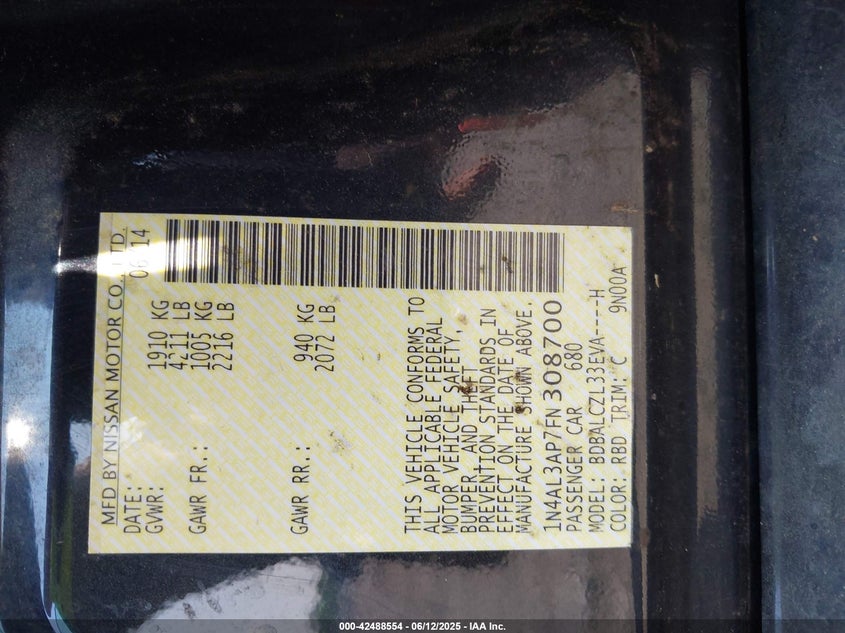 MFD BY NISSAN MOTOR CO., LTD.
DATE: 06/14
GVWR: 1910 KG
4211 LB
GAWR FR.: 1005 KG
2216 LB
GAWR RR.: 940 KG
2072 LB
THIS VEHICLE CONFORMS TO
ALL APPLICABLE FEDERAL
MOTOR VEHICLE SAFETY,
BUMPER, AND THEFT
PREVENTION STANDARDS IN
EFFECT ON THE DATE OF
MANUFACTURE SHOWN ABOVE.
1N4AL3AP7FN308700
PASSENGER CAR 680
MODEL: BDBALCZL33EVA----H
COLOR: RBD TRIM: C 9N00A
000-42488554 - 06/12/2025 - IAA Inc.